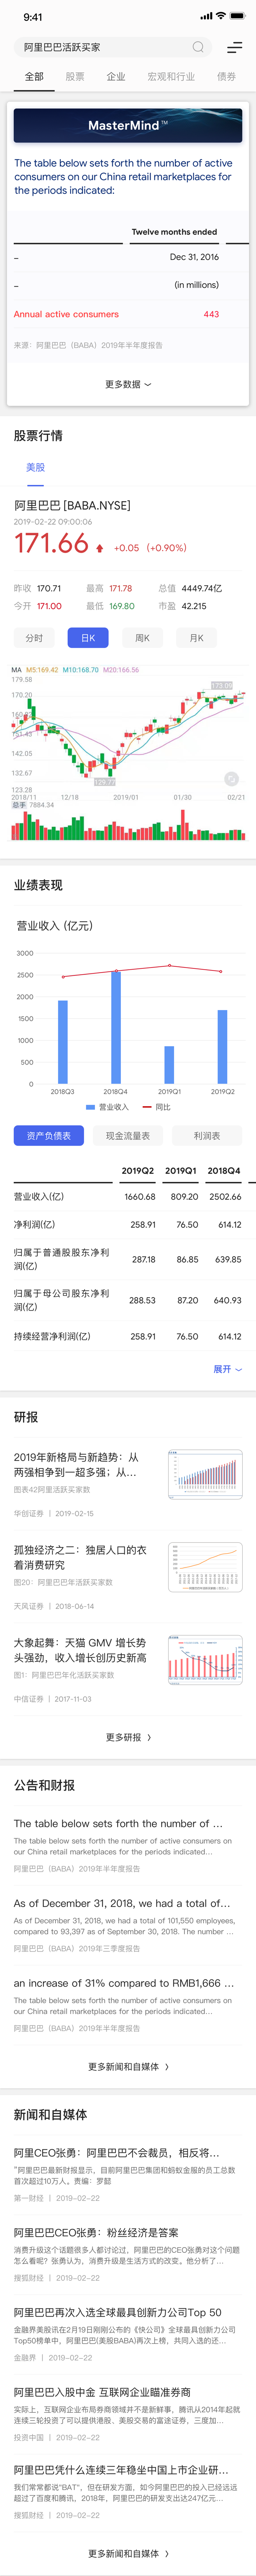 9:41
阿里巴巴活跃买家
全部 股票 企业 宏观和行业 债券
MasterMind™
The table below sets forth the number of active
consumers on our China retail marketplaces for
the periods indicated:
Twelve months ended
– Dec 31, 2016
– (in millions)
Annual active consumers 443
来源：阿里巴巴（BABA）2019年半年度报告
更多数据
股票行情
美股
阿里巴巴 [BABA.NYSE]
2019-02-22 09:00:06
171.66 +0.05 （+0.90%）
昨收 170.71 最高 171.78 总值 4449.74亿
今开 171.00 最低 169.80 市盈 42.215
分时 日K 周K 月K
MA M5:169.42 M10:168.70 M20:166.56
179.58
170.20
151.43
142.05
132.67
123.28
2018/11 12/18 2019/01 01/30 02/21
总手 7884.34
业绩表现
营业收入 (亿元)
3000
2500
2000
1500
1000
500
0
2018Q3 2018Q4 2019Q1 2019Q2
营业收入 同比
资产负债表 现金流量表 利润表
2019Q2 2019Q1 2018Q4
营业收入(亿) 1660.68 809.20 2502.66
净利润(亿) 258.91 76.50 614.12
归属于普通股股东净利
润(亿) 287.18 86.85 639.85
归属于母公司股东净利
润(亿) 288.53 87.20 640.93
持续经营净利润(亿) 258.91 76.50 614.12
展开
研报
2019年新格局与新趋势：从
两强相争到一超多强；从...
图表42阿里活跃买家数
华创证券 | 2019-02-15
孤独经济之二：独居人口的衣
着消费研究
图20：阿里巴巴年活跃买家数
天风证券 | 2018-06-14
大象起舞：天猫 GMV 增长势
头强劲，收入增长创历史新高
图1：阿里巴巴年化活跃买家数
中信证券 | 2017-11-03
更多研报
公告和财报
The table below sets forth the number of ...
The table below sets forth the number of active consumers on
our China retail marketplaces for the periods indicated...
阿里巴巴（BABA）2019年半年度报告
As of December 31, 2018, we had a total of...
As of December 31, 2018, we had a total of 101,550 employees,
compared to 93,397 as of September 30, 2018. The number ...
阿里巴巴（BABA）2019年三季度报告
an increase of 31% compared to RMB1,666 ...
The table below sets forth the number of active consumers on
our China retail marketplaces for the periods indicated...
阿里巴巴（BABA）2019年半年度报告
更多新闻和自媒体
新闻和自媒体
阿里CEO张勇：阿里巴巴不会裁员，相反将...
"阿里巴巴最新财报显示，目前阿里巴巴集团和蚂蚁金服的员工总数
首次超过10万人。责编：罗懿
第一财经 | 2019-02-22
阿里巴巴CEO张勇：粉丝经济是答案
消费升级这个话题很多人都讨论过，阿里巴巴的CEO张勇对这个问题
怎么看呢？张勇认为，消费升级是生活方式的改变。他分析了...
搜狐财经 | 2019-02-22
阿里巴巴再次入选全球最具创新力公司Top 50
金融界美股讯在2月19日刚刚公布的《快公司》全球最具创新力公司
Top50榜单中，阿里巴巴(美股BABA)再次上榜，共同入选的还...
金融界 | 2019-02-22
阿里巴巴入股中金 互联网企业瞄准券商
实际上，互联网企业布局券商领域并不是新鲜事，腾讯从2014年起就
连续三轮投资了可以提供港股、美股交易的富途证券，三度加...
投资中国 | 2019-02-22
阿里巴巴凭什么连续三年稳坐中国上市企业研...
我们常常都说"BAT"，但在研发方面，如今阿里巴巴的投入已经远远
超过了百度和腾讯，2018年，阿里巴巴的研发支出达247亿元...
搜狐财经 | 2019-02-22
更多新闻和自媒体